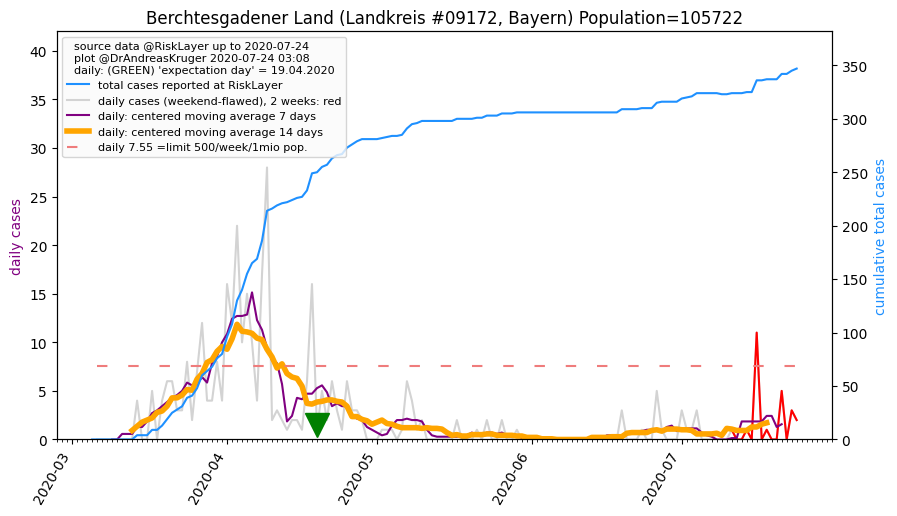 Berchtesgadener Land (Landkreis #09172, Bayern) Population=105722
source data @RiskLayer up to 2020-07-24
plot @DrAndreasKruger 2020-07-24 03:08
daily: (GREEN) 'expectation day' = 19.04.2020
total cases reported at RiskLayer
daily cases (weekend-flawed), 2 weeks: red
daily: centered moving average 7 days
daily: centered moving average 14 days
daily 7.55 =limit 500/week/1mio pop.
daily cases
40
35
30
25
20
15
10
5
0
cumulative total cases
350
300
250
200
150
100
50
0
2020-03
2020-04
2020-05
2020-06
2020-07